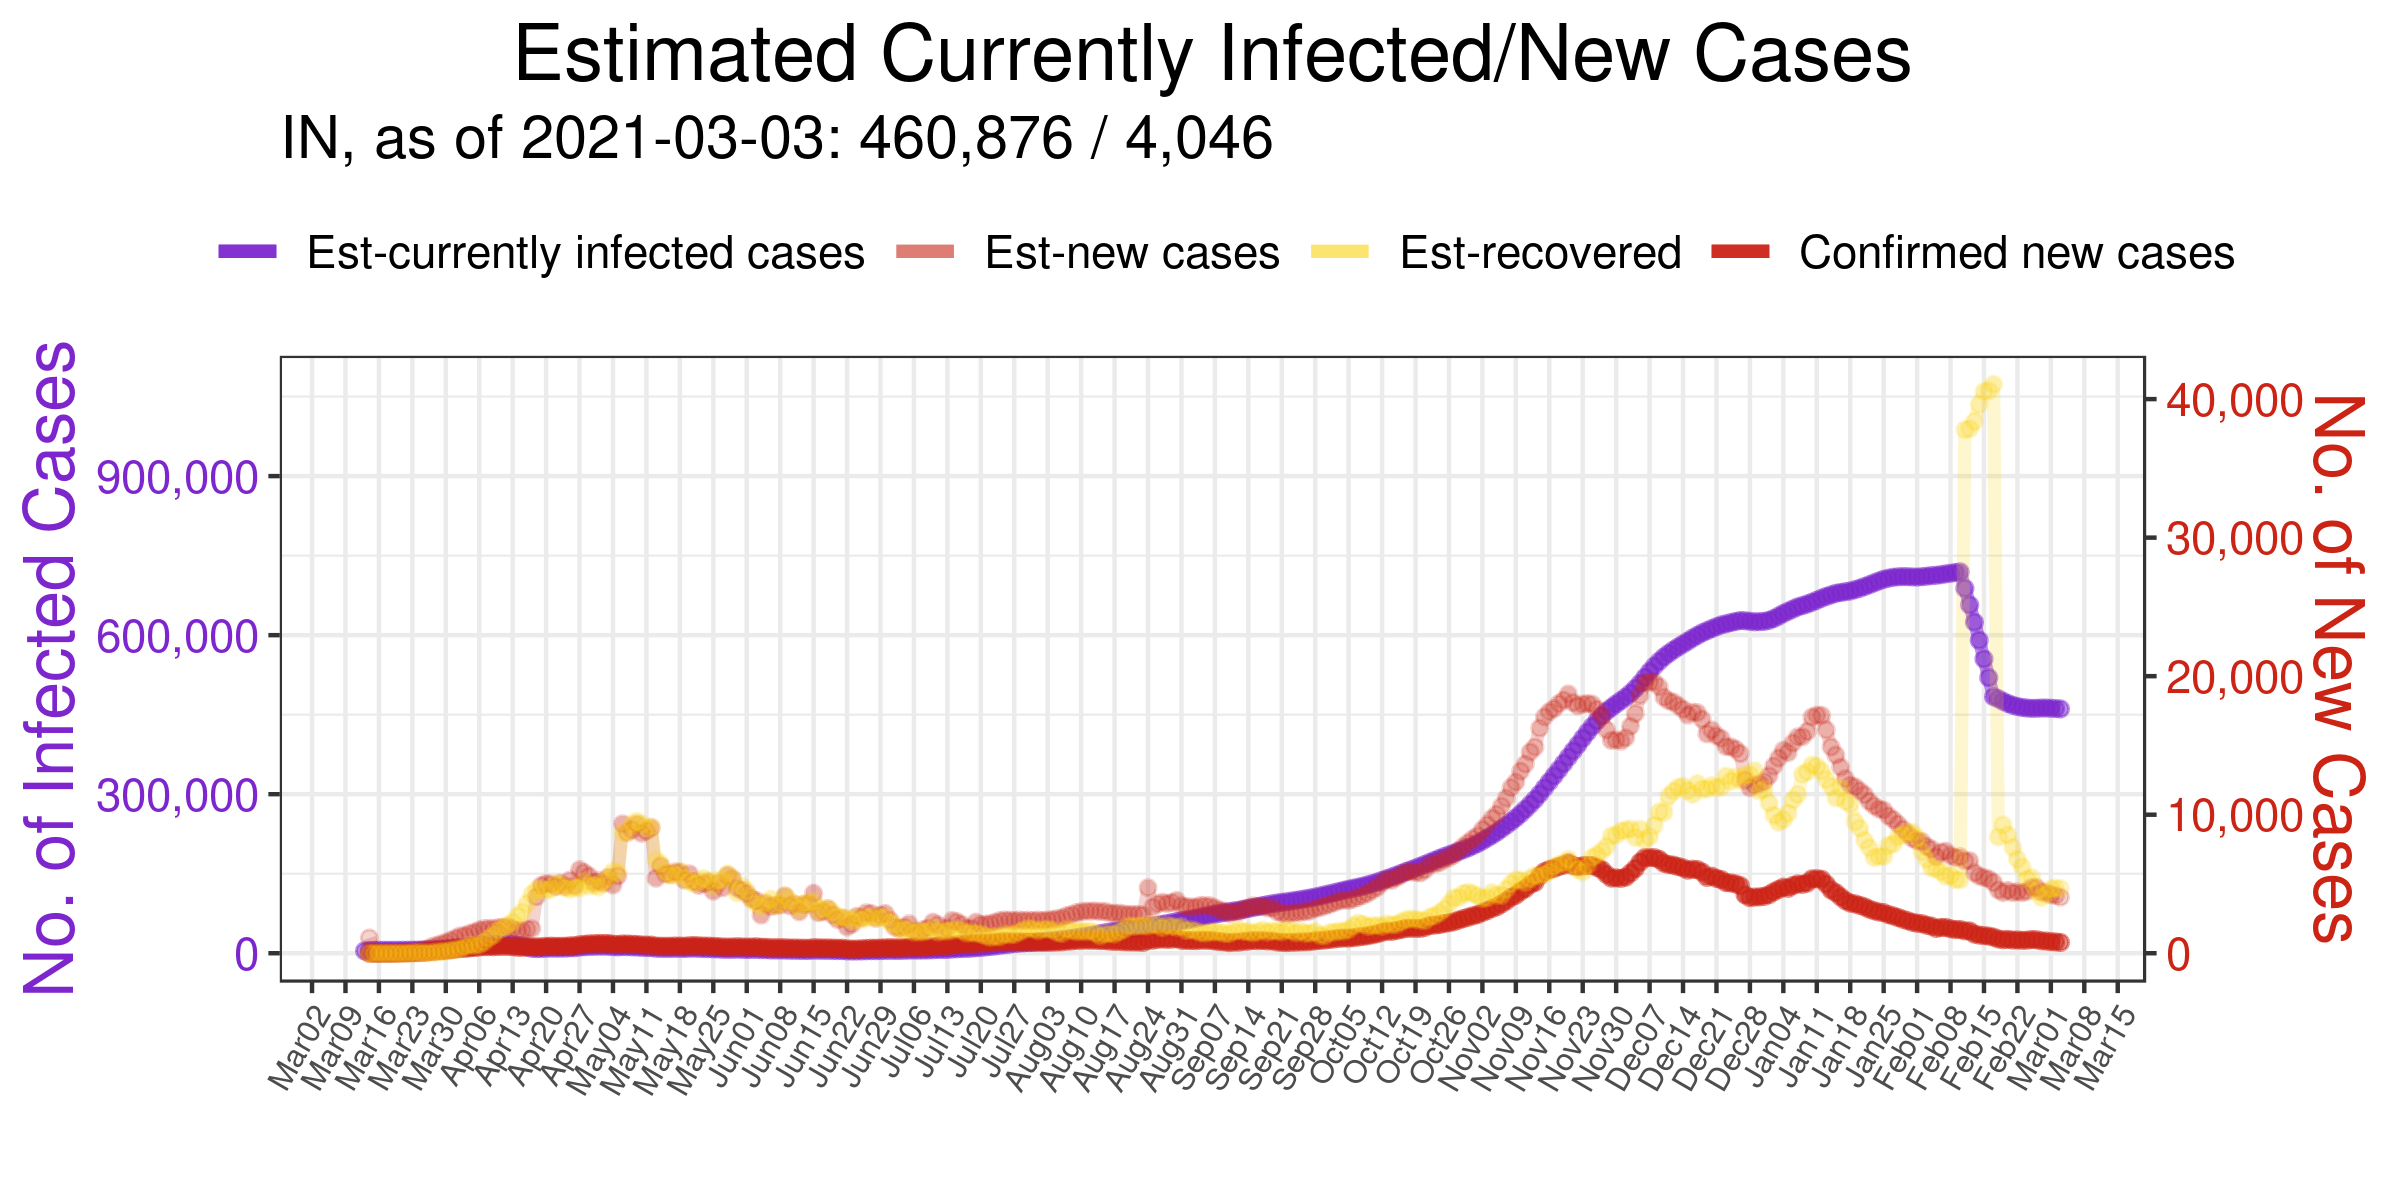 Estimated Currently Infected/New Cases
IN, as of 2021-03-03: 460,876 / 4,046
Est-currently infected cases Est-new cases Est-recovered Confirmed new cases
No. of Infected Cases
900,000
600,000
300,000
0
40,000
30,000
20,000
10,000
0
No. of New Cases
Mar02 Mar09 Mar16 Mar23 Mar30 Apr06 Apr13 Apr20 Apr27 May04 May11 May18 May25 Jun01 Jun08 Jun15 Jun22 Jun29 Jul06 Jul13 Jul20 Jul27 Aug03 Aug10 Aug17 Aug24 Aug31 Sep07 Sep14 Sep21 Sep28 Oct05 Oct12 Oct19 Oct26 Nov02 Nov09 Nov16 Nov23 Nov30 Dec07 Dec14 Dec21 Dec28 Jan04 Jan11 Jan18 Jan25 Feb01 Feb08 Feb15 Feb22 Mar01 Mar08 Mar15